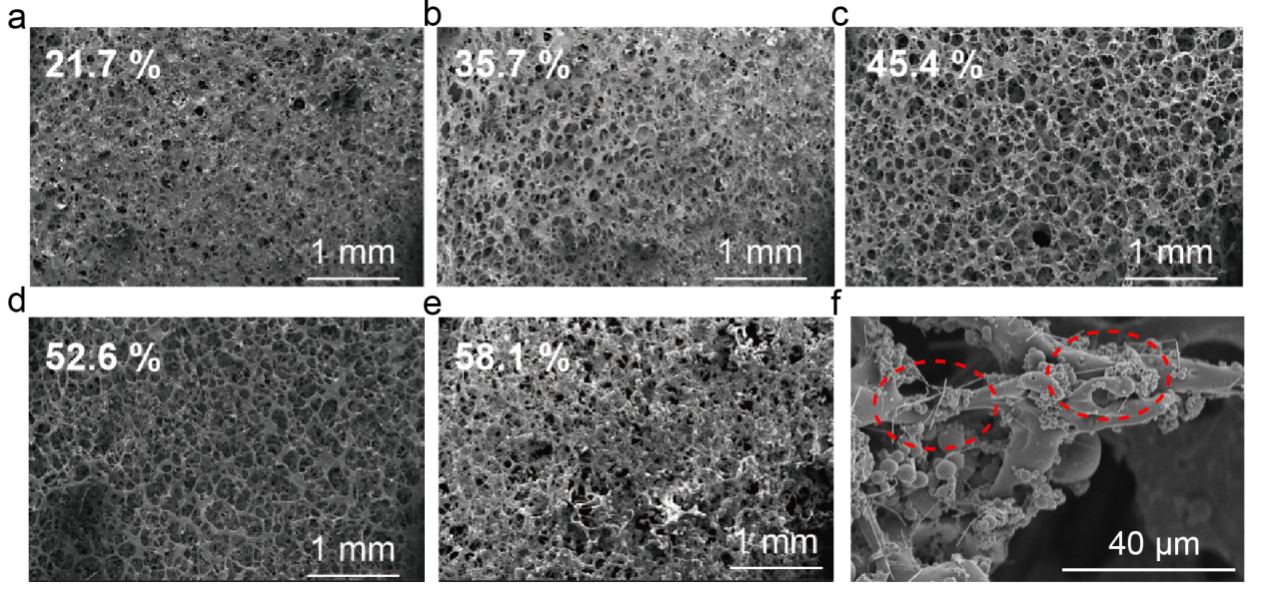 a
21.7 %
1 mm
b
35.7 %
1 mm
c
45.4 %
1 mm
d
52.6 %
1 mm
e
58.1 %
1 mm
f
40 µm